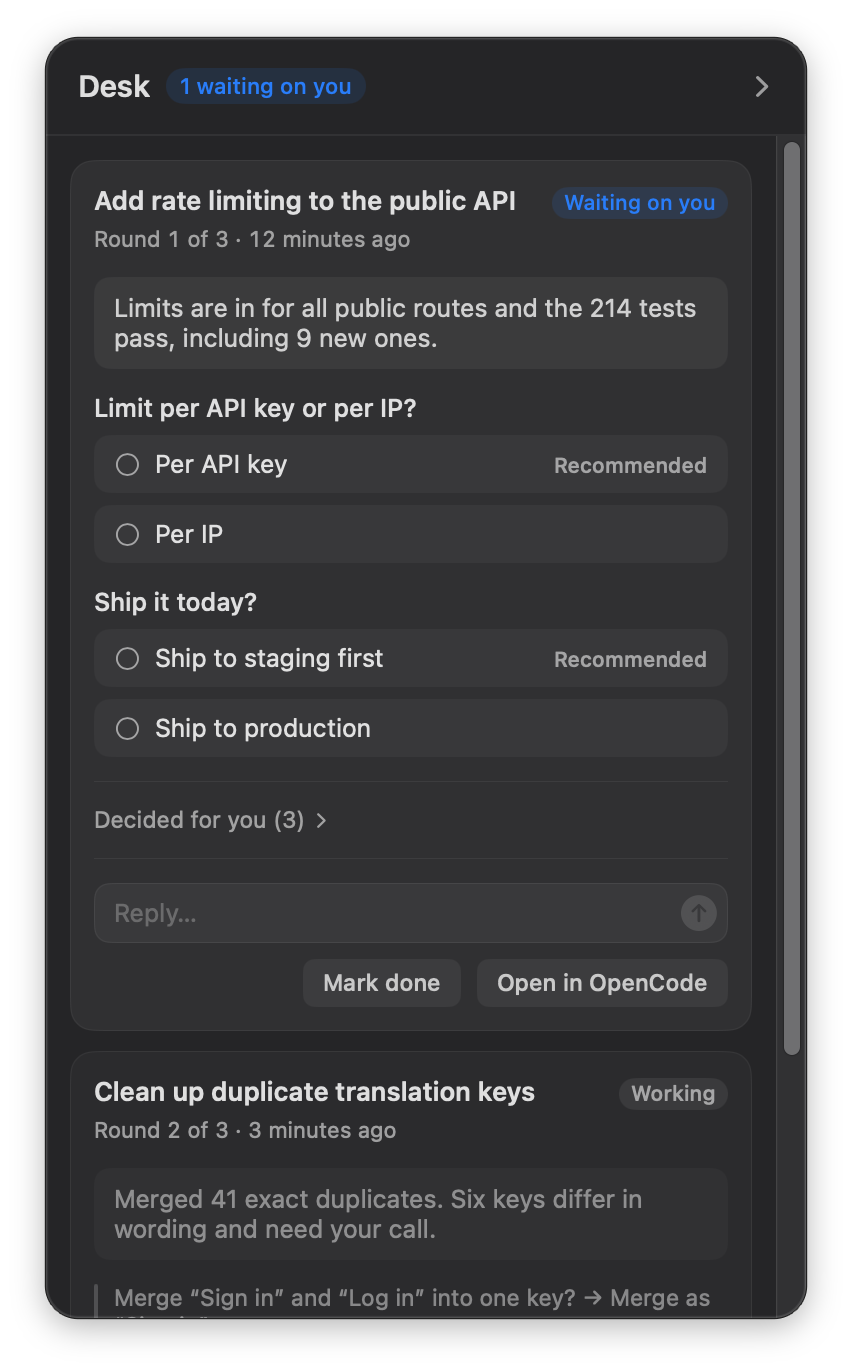 Desk 1 waiting on you
Add rate limiting to the public API Waiting on you
Round 1 of 3 · 12 minutes ago
Limits are in for all public routes and the 214 tests
pass, including 9 new ones.
Limit per API key or per IP?
Per API key Recommended
Per IP
Ship it today?
Ship to staging first Recommended
Ship to production
Decided for you (3)
Reply...
Mark done Open in OpenCode
Clean up duplicate translation keys Working
Round 2 of 3 · 3 minutes ago
Merged 41 exact duplicates. Six keys differ in
wording and need your call.
Merge “Sign in” and “Log in” into one key? → Merge as